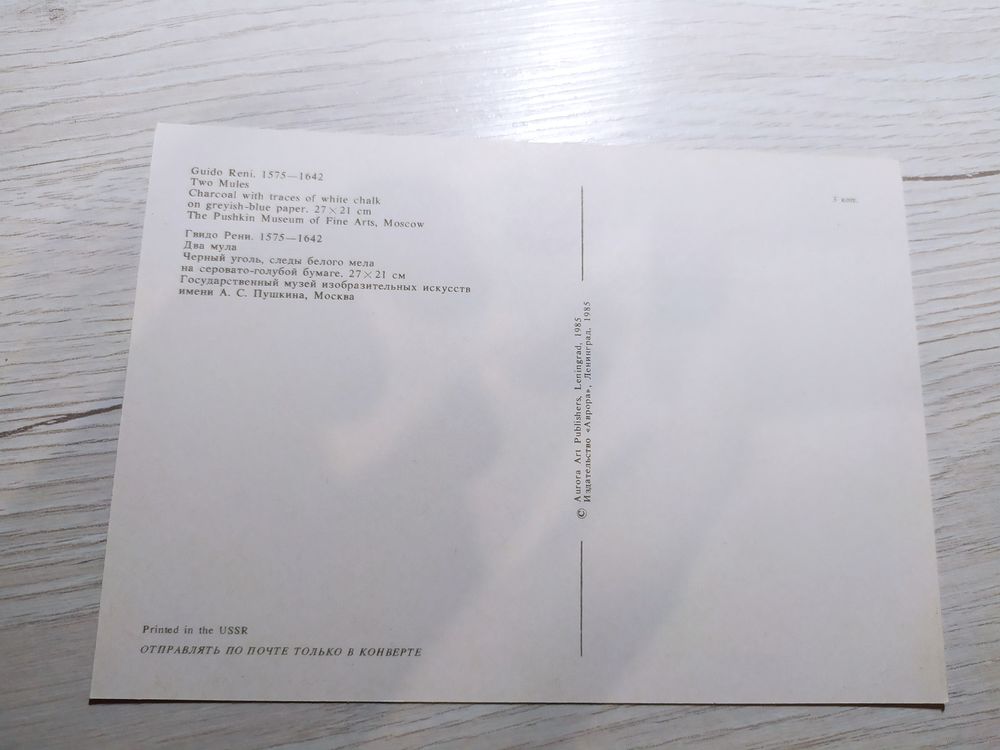 Guido Reni. 1575—1642
Two Mules
Charcoal with traces of white chalk
on greyish-blue paper. 27×21 cm
The Pushkin Museum of Fine Arts, Moscow
Гвидо Рени. 1575—1642
Два мула
Черный уголь, следы белого мела
на серовато-голубой бумаге. 27×21 см
Государственный музей изобразительных искусств
имени А. С. Пушкина, Москва
Printed in the USSR
ОТПРАВЛЯТЬ ПО ПОЧТЕ ТОЛЬКО В КОНВЕРТЕ
© Aurora Art Publishers, Leningrad, 1985
Издательство «Аврора», Ленинград, 1985
коп.